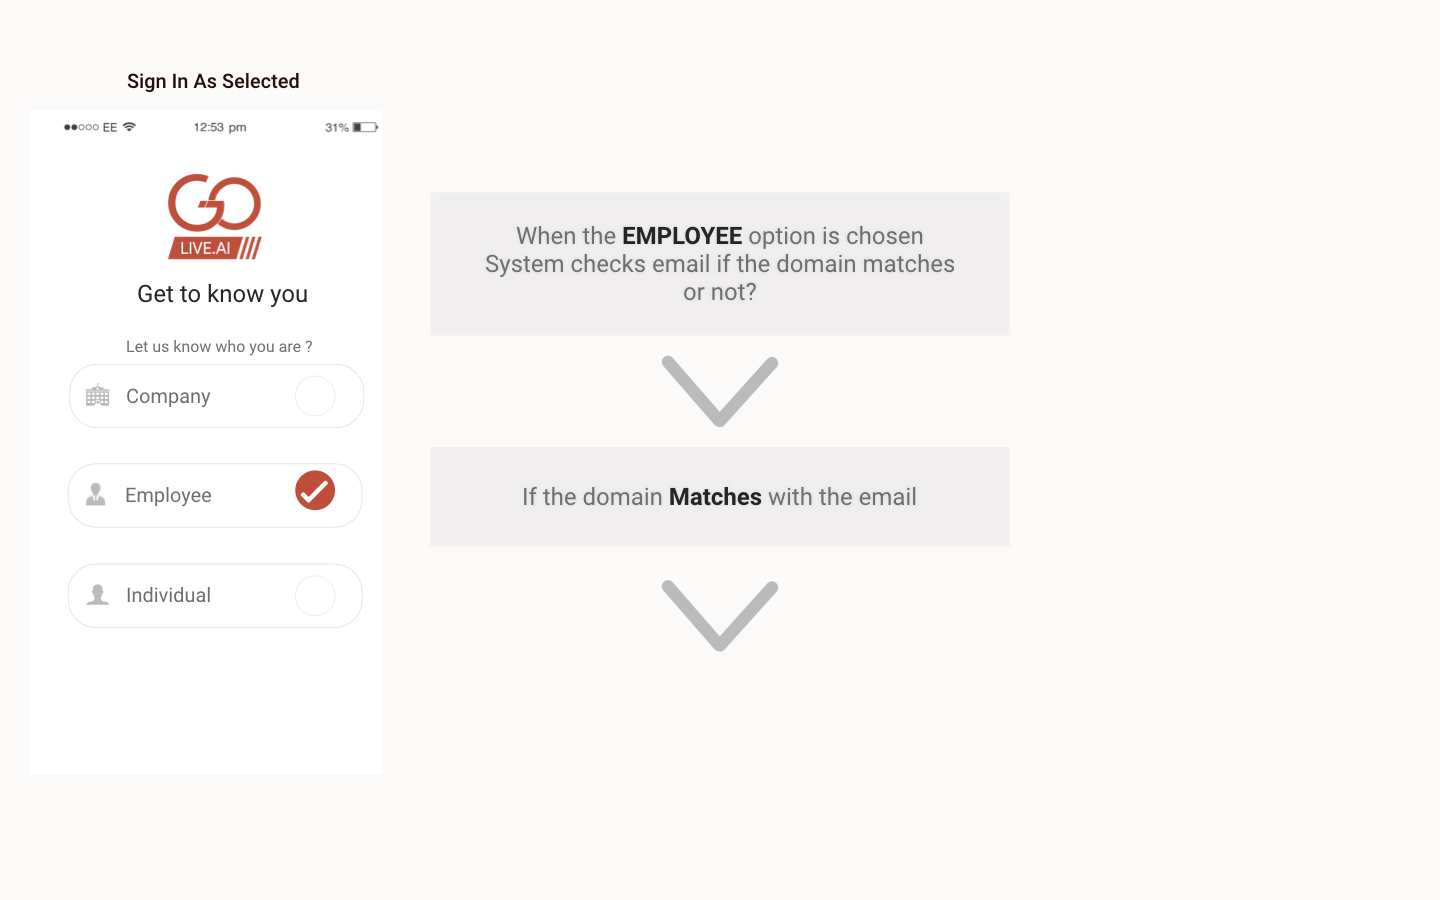 Sign In As Selected
EE 12:53 pm 31%
GO
LIVE.AI
Get to know you
Let us know who you are ?
Company
Employee
Individual
When the EMPLOYEE option is chosen
System checks email if the domain matches
or not?
If the domain Matches with the email